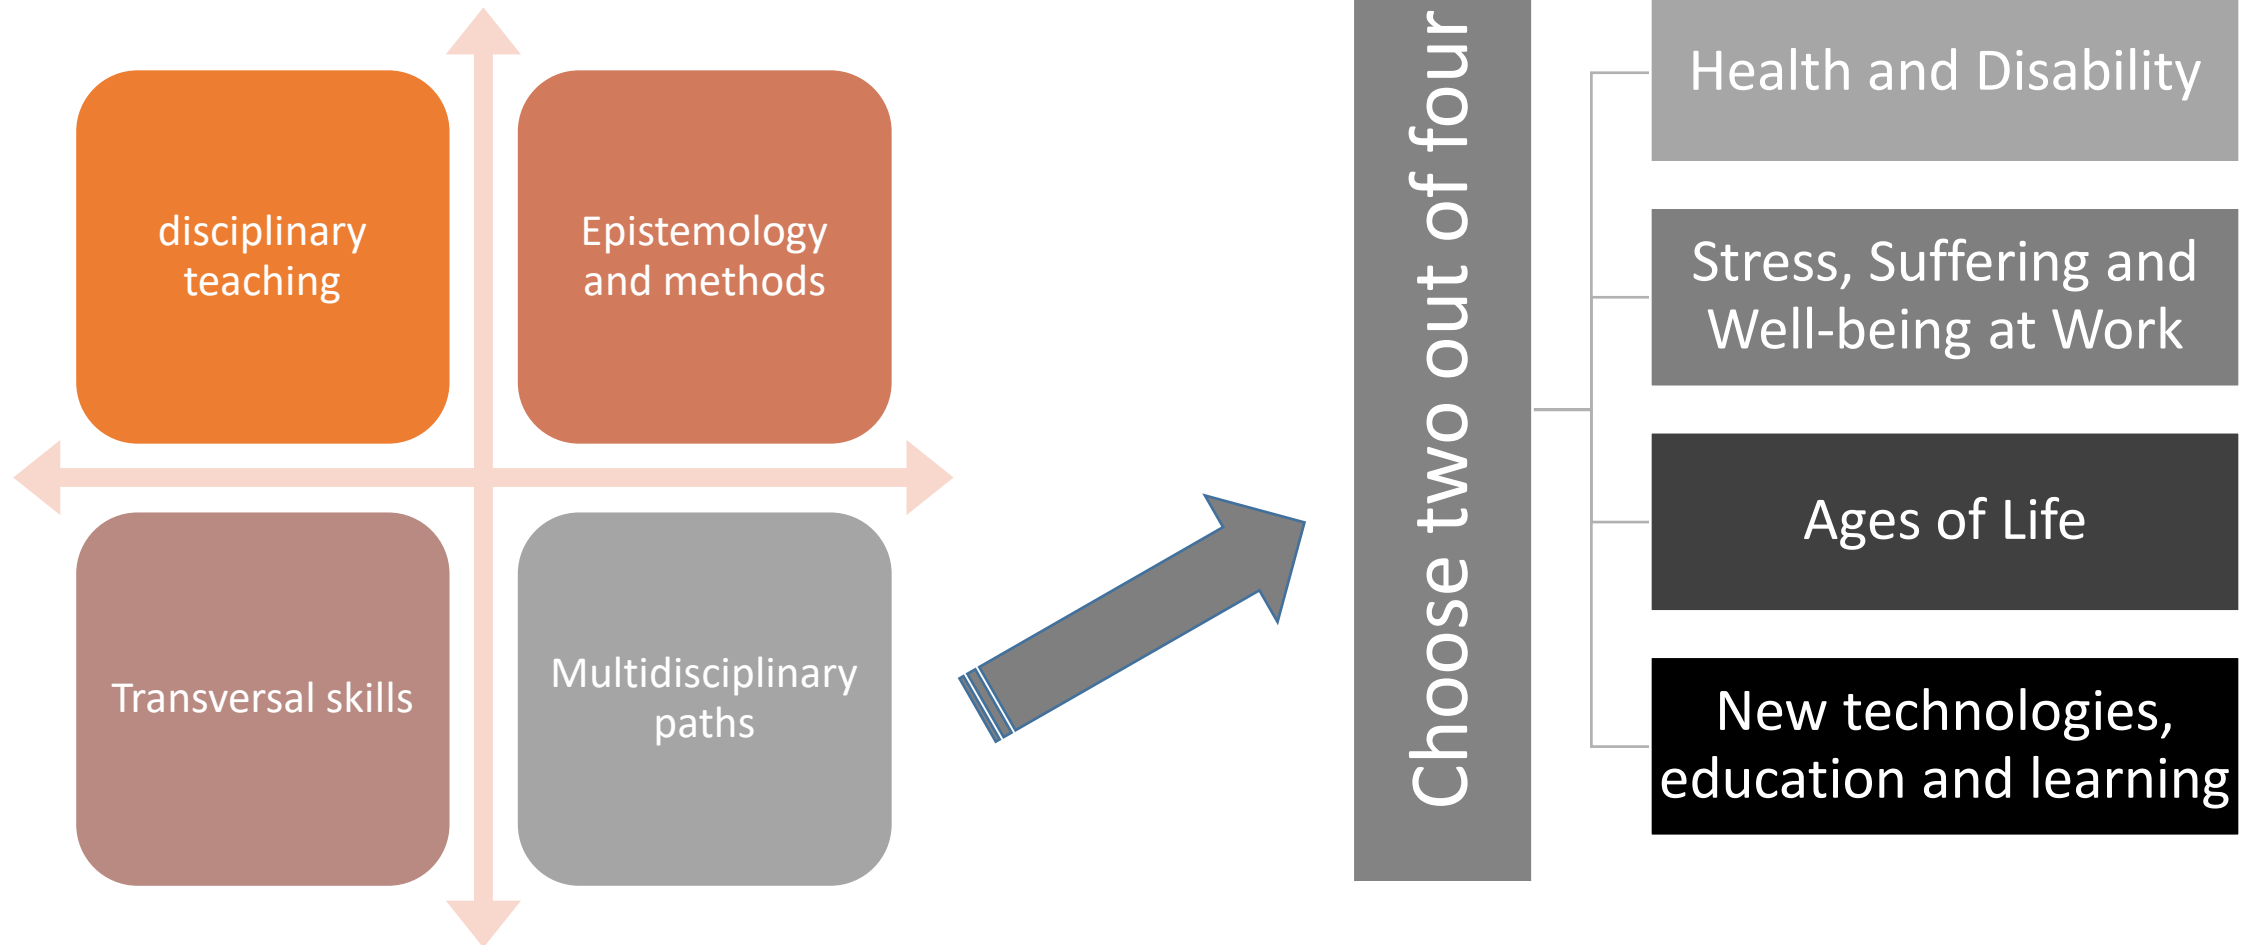 disciplinary
teaching
Epistemology
and methods
Transversal skills
Multidisciplinary
paths
Choose two out of four
Health and Disability
Stress, Suffering and
Well-being at Work
Ages of Life
New technologies,
education and learning